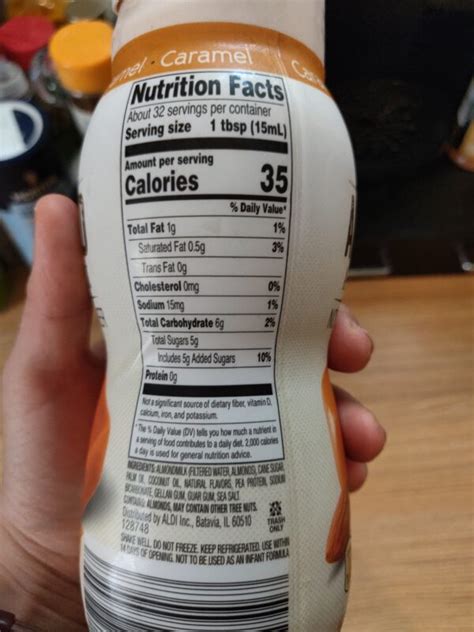 Caramel
Nutrition Facts
About 32 servings per container
Serving size 1 tbsp (15mL)
Amount per serving
Calories 35
% Daily Value*
Total Fat 1g 1%
Saturated Fat 0.5g 3%
Trans Fat 0g
Cholesterol 0mg 0%
Sodium 15mg 1%
Total Carbohydrate 6g 2%
Total Sugars 5g
Includes 5g Added Sugars 10%
Protein 0g
Not a significant source of dietary fiber, vitamin D,
calcium, iron, and potassium.
*The % Daily Value (DV) tells you how much a nutrient in
a serving of food contributes to a daily diet. 2,000 calories
a day is used for general nutrition advice.
INGREDIENTS: ALMONDMILK (FILTERED WATER, ALMONDS), CANE SUGAR,
PALM OIL, COCONUT OIL, NATURAL FLAVORS, PEA PROTEIN, SODIUM
BICARBONATE, GELLAN GUM, GUAR GUM, SEA SALT.
CONTAINS: ALMONDS, MAY CONTAIN OTHER TREE NUTS.
Distributed by ALDI Inc., Batavia, IL 60510
128748
TRASH
ONLY
SHAKE WELL. DO NOT FREEZE. KEEP REFRIGERATED. USE WITHIN
14 DAYS OF OPENING. NOT TO BE USED AS AN INFANT FORMULA